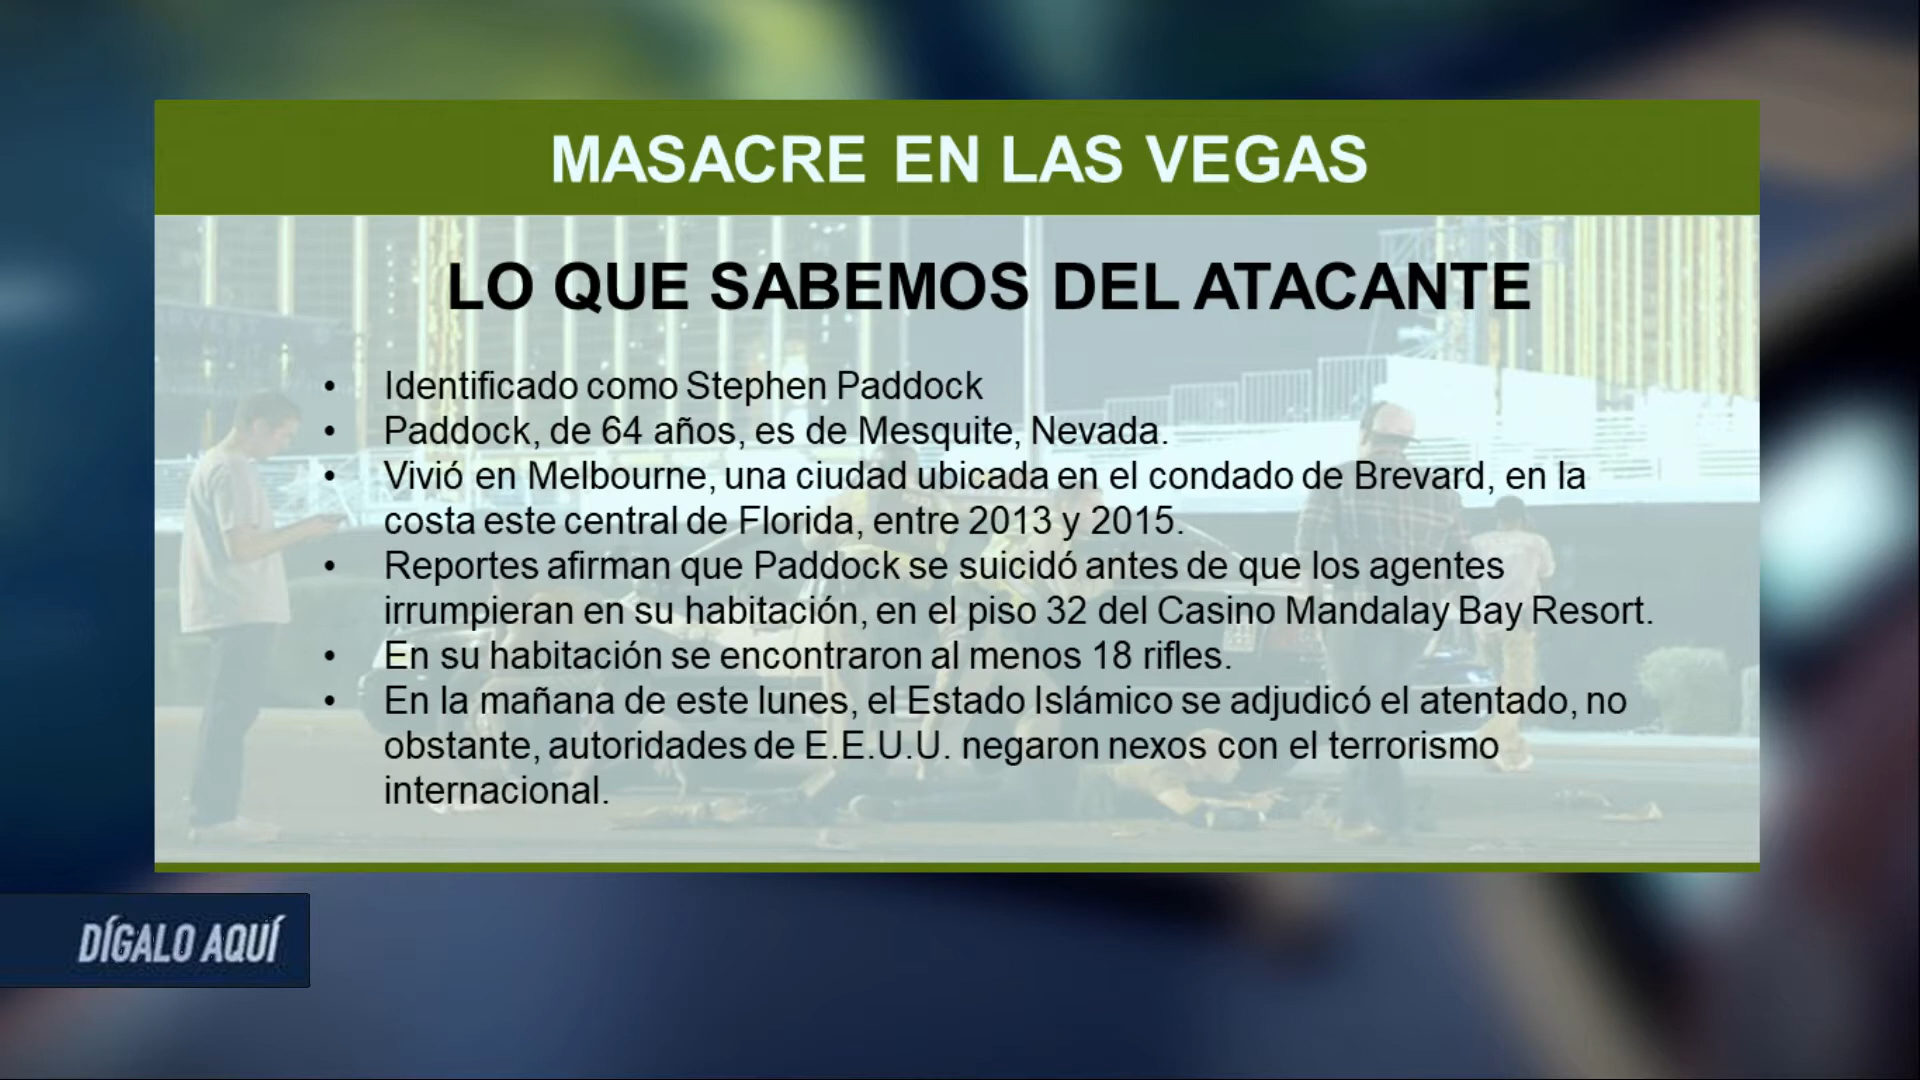 MASACRE EN LAS VEGAS
LO QUE SABEMOS DEL ATACANTE
• Identificado como Stephen Paddock
• Paddock, de 64 años, es de Mesquite, Nevada.
• Vivió en Melbourne, una ciudad ubicada en el condado de Brevard, en la
costa este central de Florida, entre 2013 y 2015.
• Reportes afirman que Paddock se suicidó antes de que los agentes
irrumpieran en su habitación, en el piso 32 del Casino Mandalay Bay Resort.
• En su habitación se encontraron al menos 18 rifles.
• En la mañana de este lunes, el Estado Islámico se adjudicó el atentado, no
obstante, autoridades de E.E.U.U. negaron nexos con el terrorismo
internacional.
DÍGALO AQUÍ